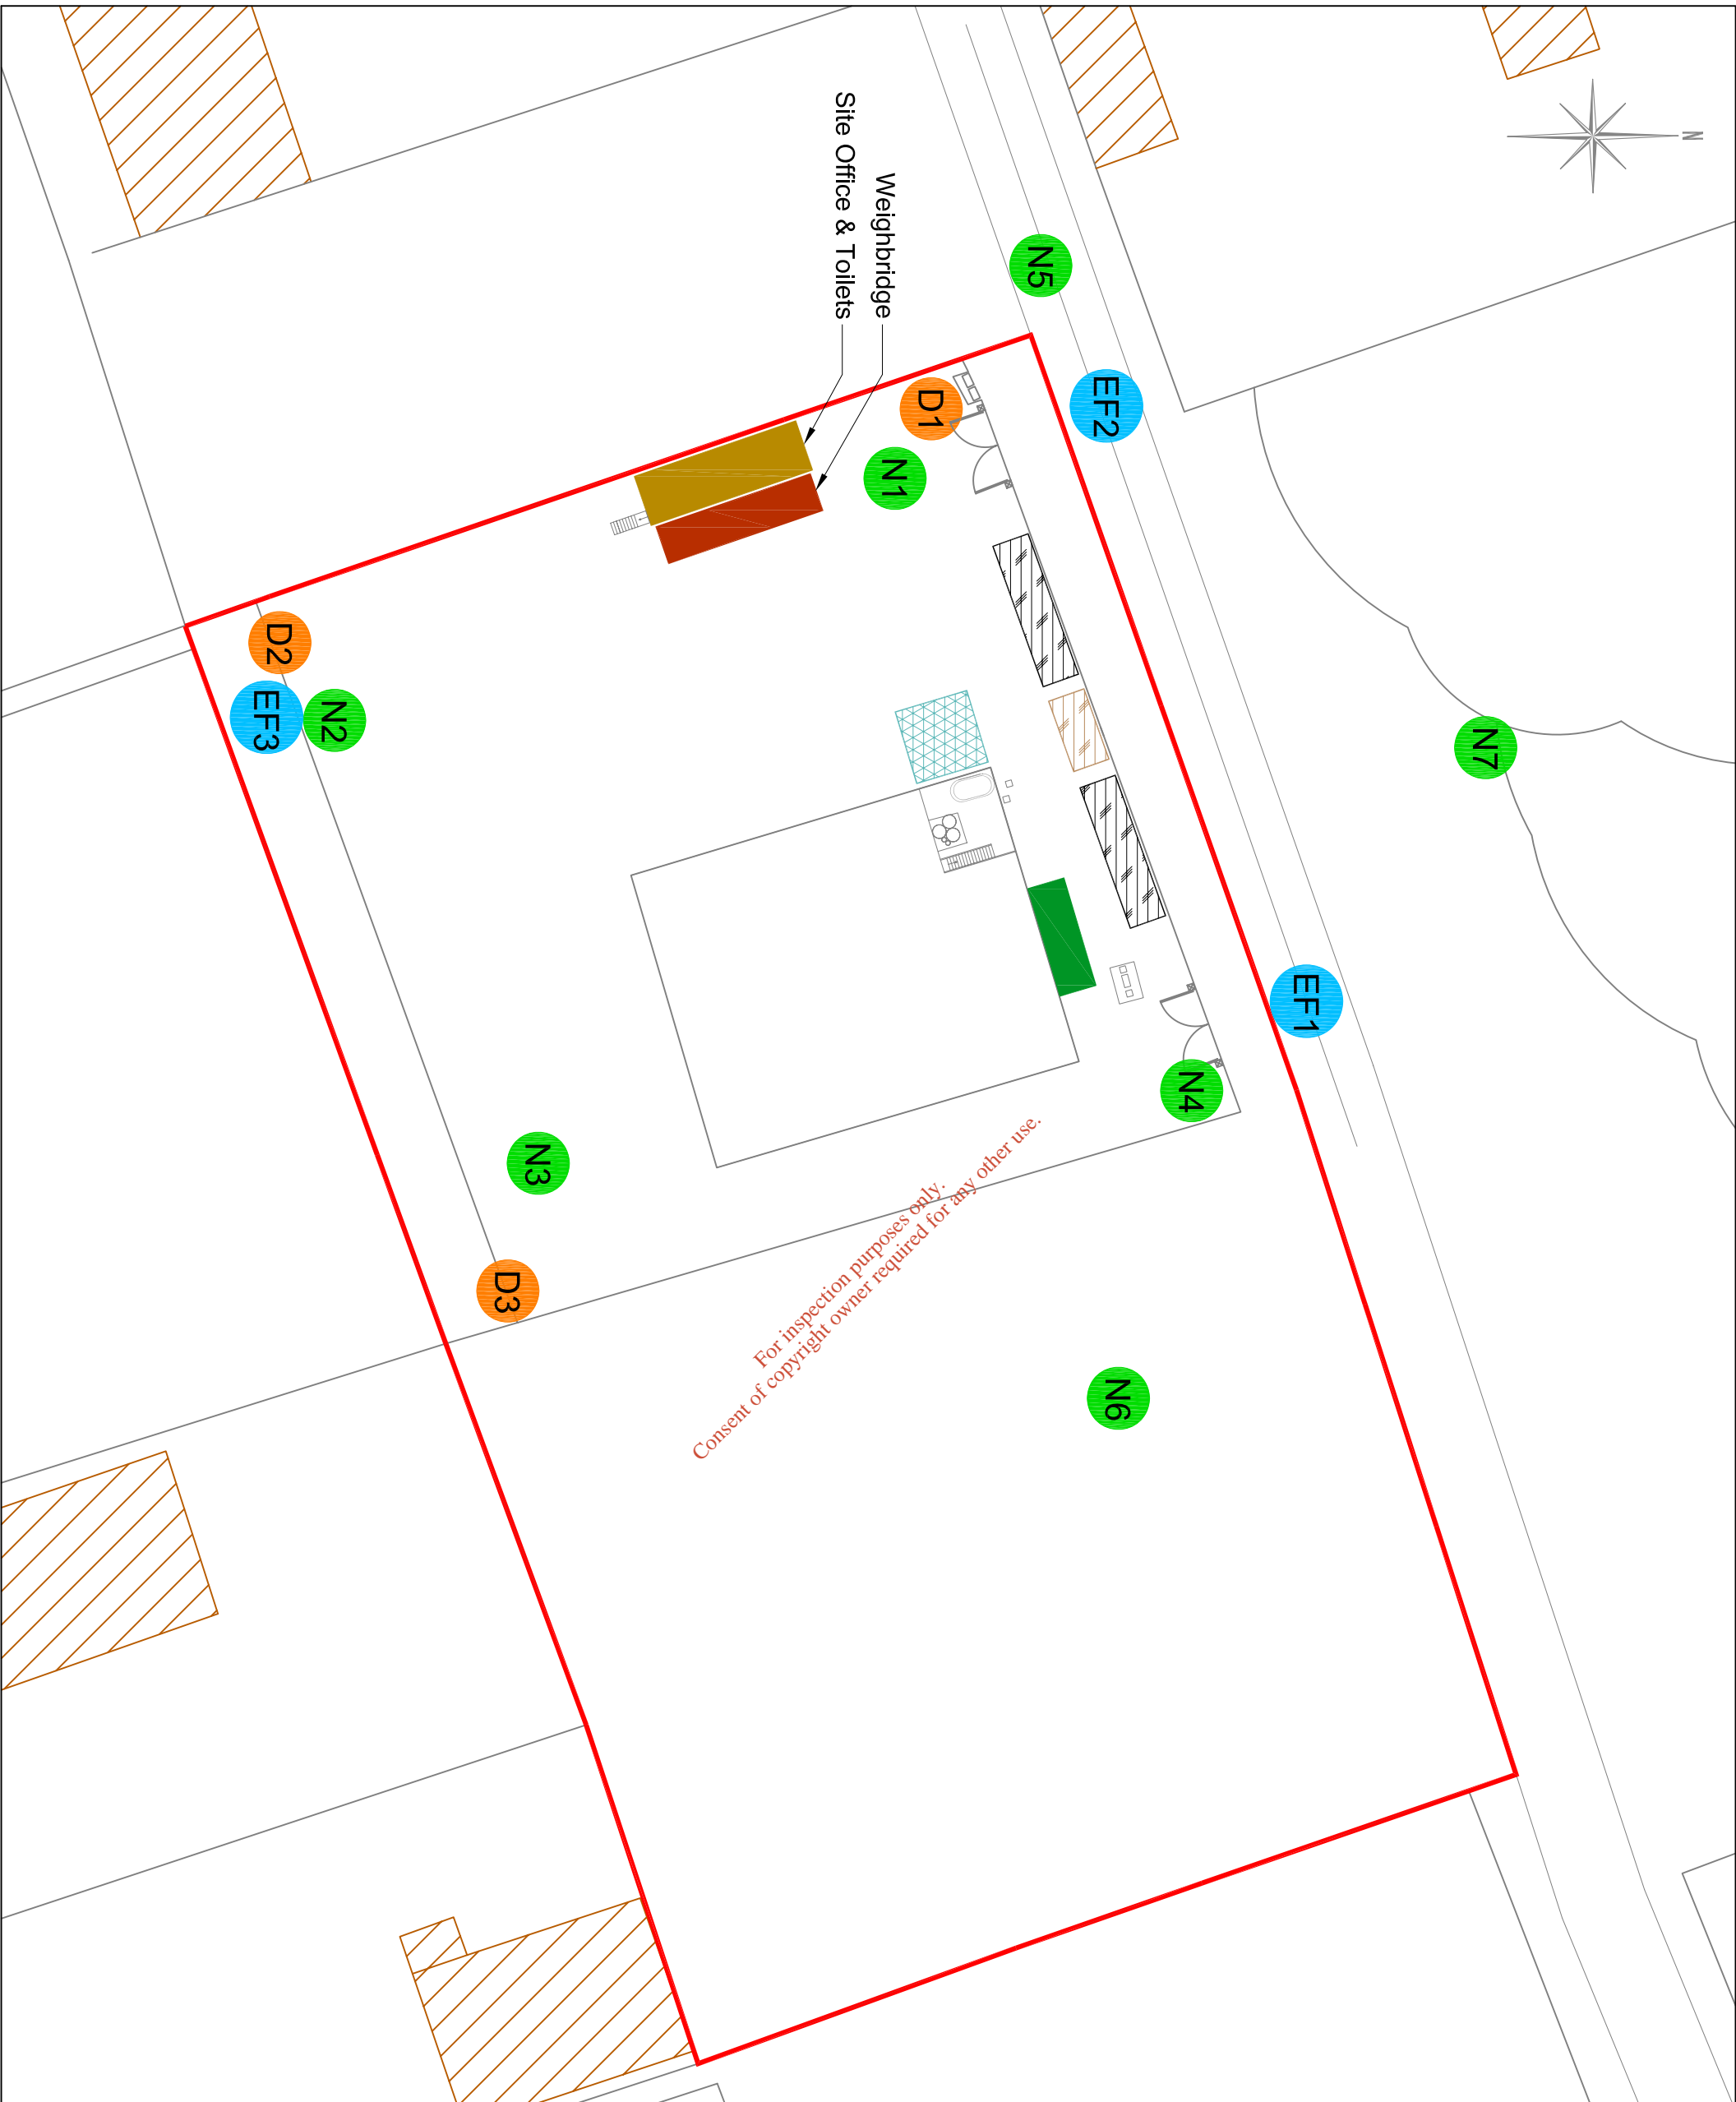 N
N5
EF2
Site Office & Toilets
Weighbridge
D1
N1
D2
EF3
N2
N7
EF1
N4
N3
D3
N6
For inspection purposes only.
Consent of copyright owner required for any other use.